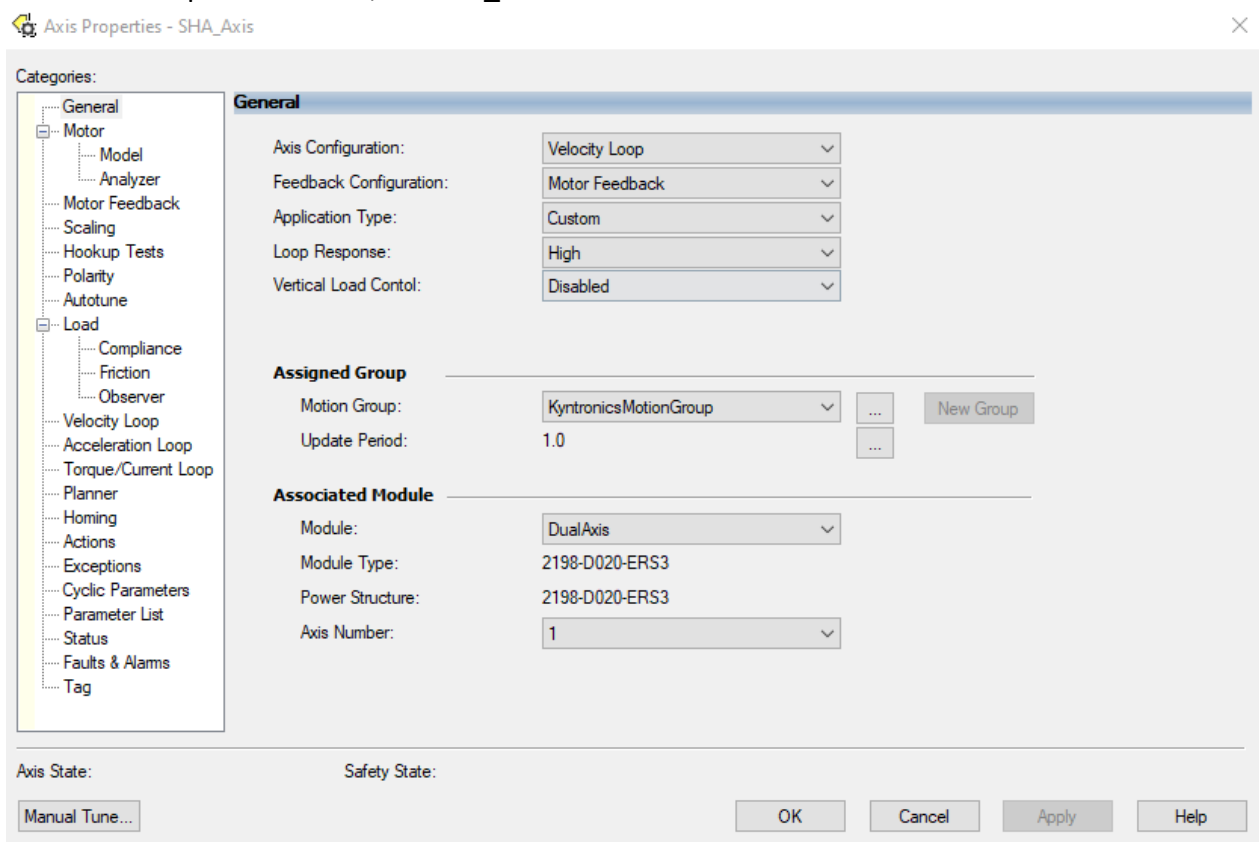 Axis Properties - SHA_Axis
Categories:
General
Motor
Model
Analyzer
Motor Feedback
Scaling
Hookup Tests
Polarity
Autotune
Load
Compliance
Friction
Observer
Velocity Loop
Acceleration Loop
Torque/Current Loop
Planner
Homing
Actions
Exceptions
Cyclic Parameters
Parameter List
Status
Faults & Alarms
Tag
General
Axis Configuration: Velocity Loop
Feedback Configuration: Motor Feedback
Application Type: Custom
Loop Response: High
Vertical Load Contol: Disabled
Assigned Group
Motion Group: KyntronicsMotionGroup ... New Group
Update Period: 1.0 ...
Associated Module
Module: DualAxis
Module Type: 2198-D020-ERS3
Power Structure: 2198-D020-ERS3
Axis Number: 1
Axis State: Safety State:
Manual Tune... OK Cancel Apply Help